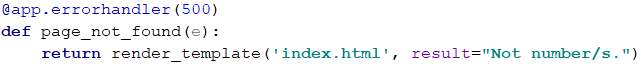 @app.errorhandler(500)
def page_not_found(e):
    return render_template('index.html', result="Not number/s.")